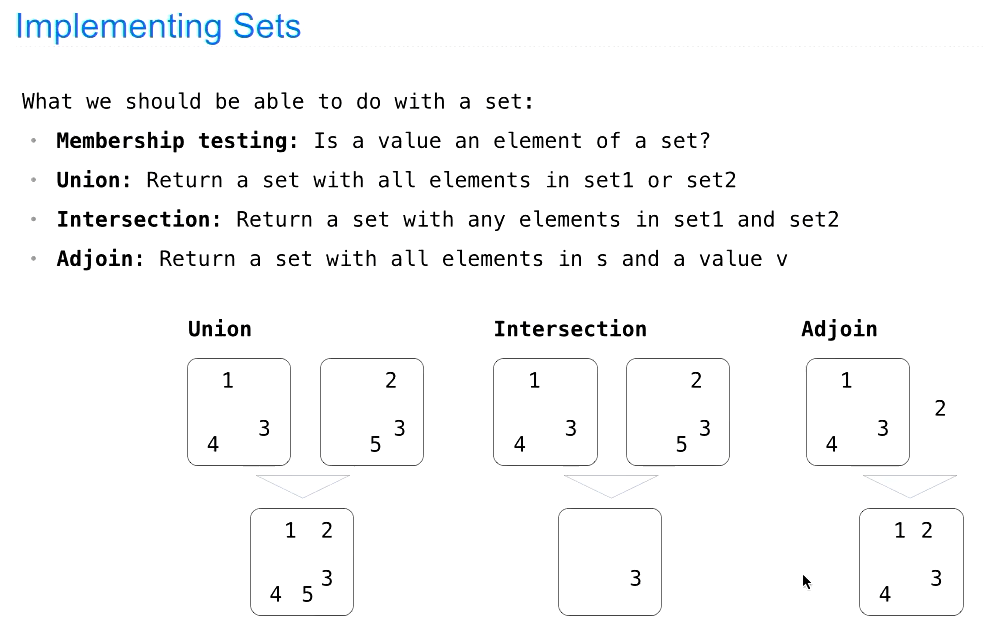 Implementing Sets
What we should be able to do with a set:
• Membership testing: Is a value an element of a set?
• Union: Return a set with all elements in set1 or set2
• Intersection: Return a set with any elements in set1 and set2
• Adjoin: Return a set with all elements in s and a value v
Union
1
3
4
2
3
5
1 2
3
4 5
Intersection
1
3
4
2
3
5
3
Adjoin
1
3
4
2
1 2
3
4